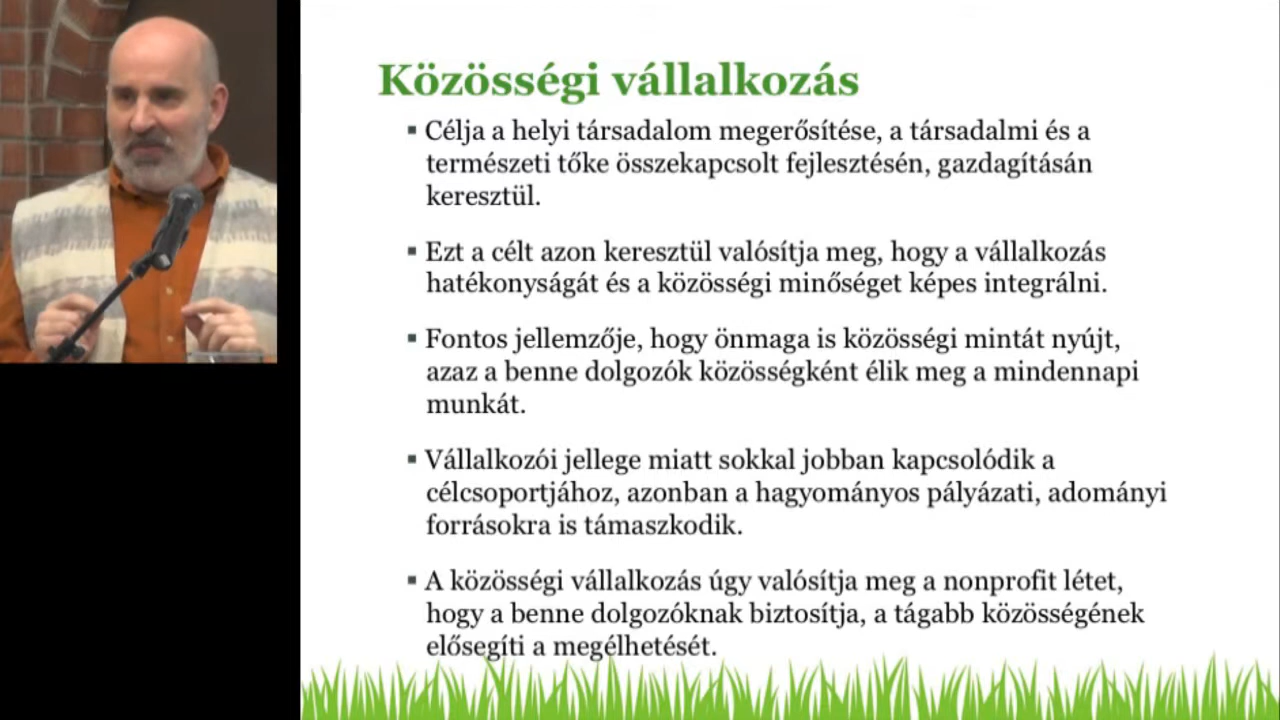 Közösségi vállalkozás
▪ Célja a helyi társadalom megerősítése, a társadalmi és a
természeti tőke összekapcsolt fejlesztésén, gazdagításán
keresztül.
▪ Ezt a célt azon keresztül valósítja meg, hogy a vállalkozás
hatékonyságát és a közösségi minőséget képes integrálni.
▪ Fontos jellemzője, hogy önmaga is közösségi mintát nyújt,
azaz a benne dolgozók közösségként élik meg a mindennapi
munkát.
▪ Vállalkozói jellege miatt sokkal jobban kapcsolódik a
célcsoportjához, azonban a hagyományos pályázati, adományi
forrásokra is támaszkodik.
▪ A közösségi vállalkozás úgy valósítja meg a nonprofit létet,
hogy a benne dolgozóknak biztosítja, a tágabb közösségének
elősegíti a megélhetését.